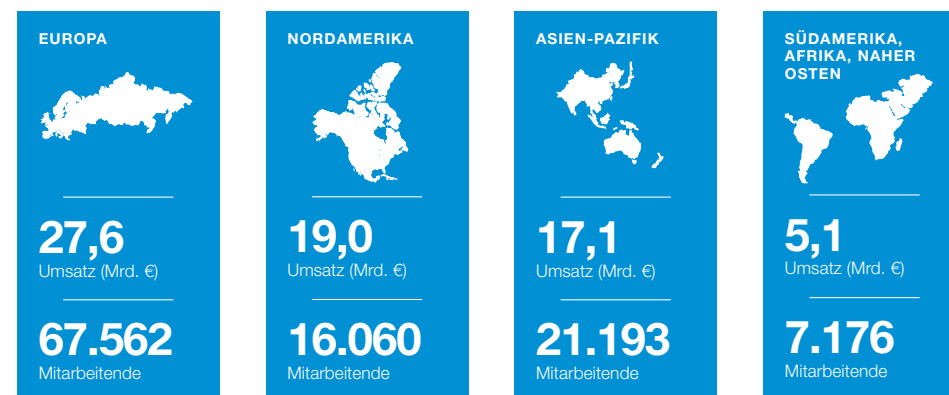 EUROPA
27,6
Umsatz (Mrd. €)
67.562
Mitarbeitende
NORDAMERIKA
19,0
Umsatz (Mrd. €)
16.060
Mitarbeitende
ASIEN-PAZIFIK
17,1
Umsatz (Mrd. €)
21.193
Mitarbeitende
SÜDAMERIKA,
AFRIKA, NAHER
OSTEN
5,1
Umsatz (Mrd. €)
7.176
Mitarbeitende